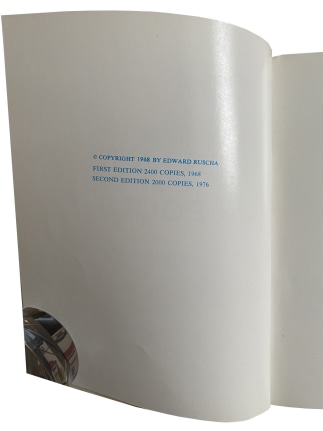 © COPYRIGHT 1968 BY EDWARD RUSCHA
FIRST EDITION 2400 COPIES, 1968
SECOND EDITION 2000 COPIES, 1976